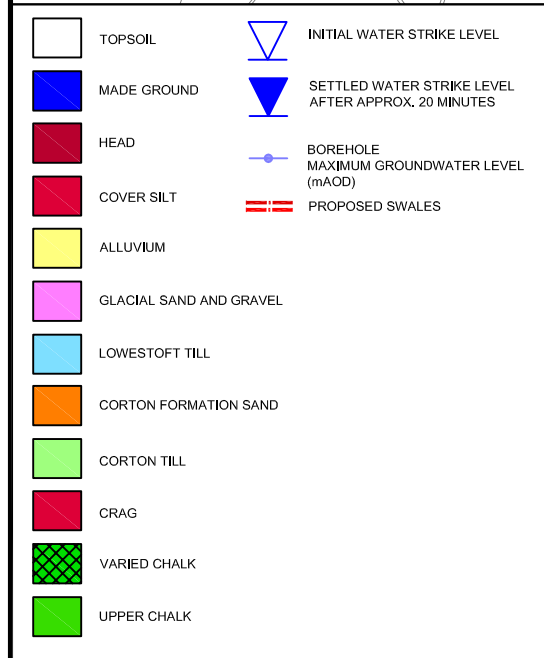 TOPSOIL
MADE GROUND
HEAD
COVER SILT
ALLUVIUM
GLACIAL SAND AND GRAVEL
LOWESTOFT TILL
CORTON FORMATION SAND
CORTON TILL
CRAG
VARIED CHALK
UPPER CHALK
INITIAL WATER STRIKE LEVEL
SETTLED WATER STRIKE LEVEL
AFTER APPROX. 20 MINUTES
BOREHOLE
MAXIMUM GROUNDWATER LEVEL
(mAOD)
PROPOSED SWALES